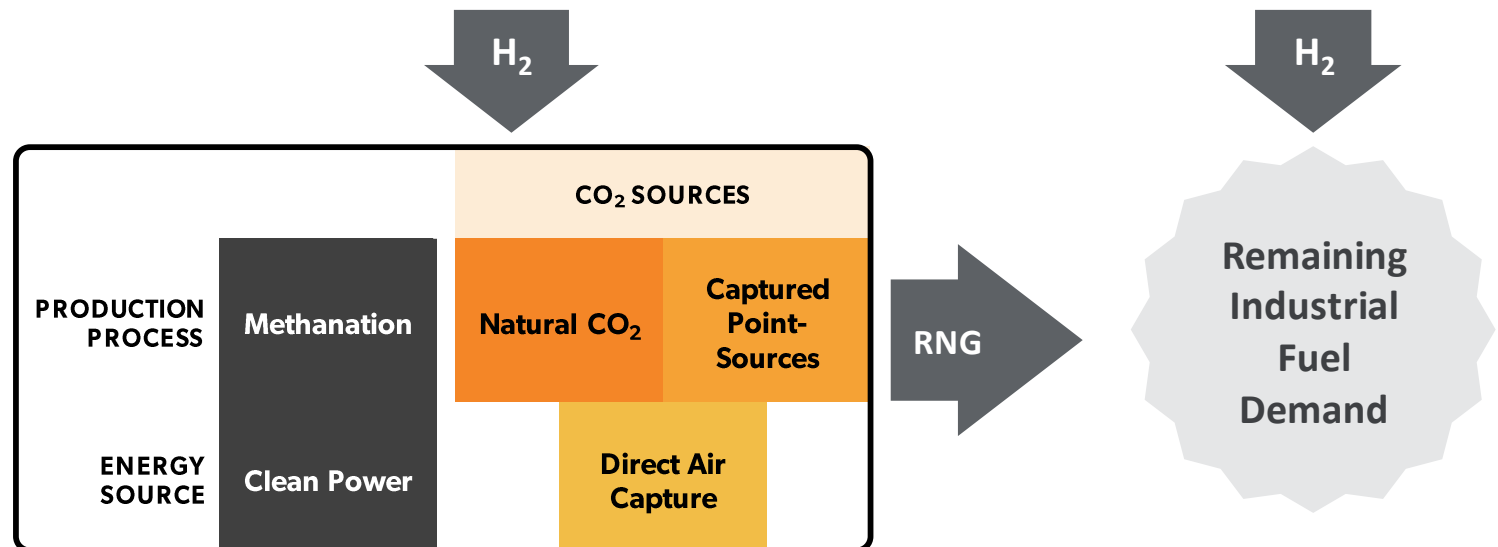 H₂
H₂
CO₂ SOURCES
PRODUCTION
PROCESS
Methanation
Natural CO₂
Captured
Point-
Sources
RNG
Remaining
Industrial
Fuel
Demand
ENERGY
SOURCE
Clean Power
Direct Air
Capture